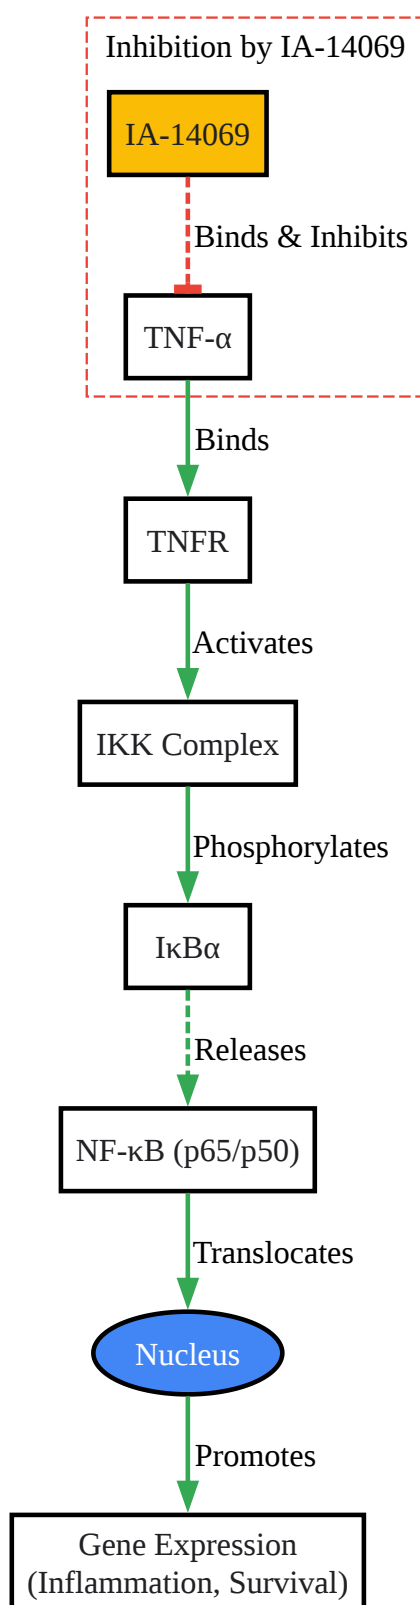 Inhibition by IA-14069
IA-14069
Binds & Inhibits
TNF-α
Binds
TNFR
Activates
IKK Complex
Phosphorylates
IκBα
Releases
NF-κB (p65/p50)
Translocates
Nucleus
Promotes
Gene Expression
(Inflammation, Survival)